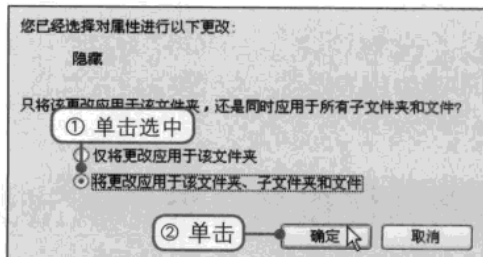 您已经选择对属性进行以下更改：
隐藏
只将该更改应用于该文件夹，还是同时应用于所有子文件夹和文件？
① 单击选中
仅将更改应用于该文件夹
将更改应用于该文件夹、子文件夹和文件
② 单击
确定
取消